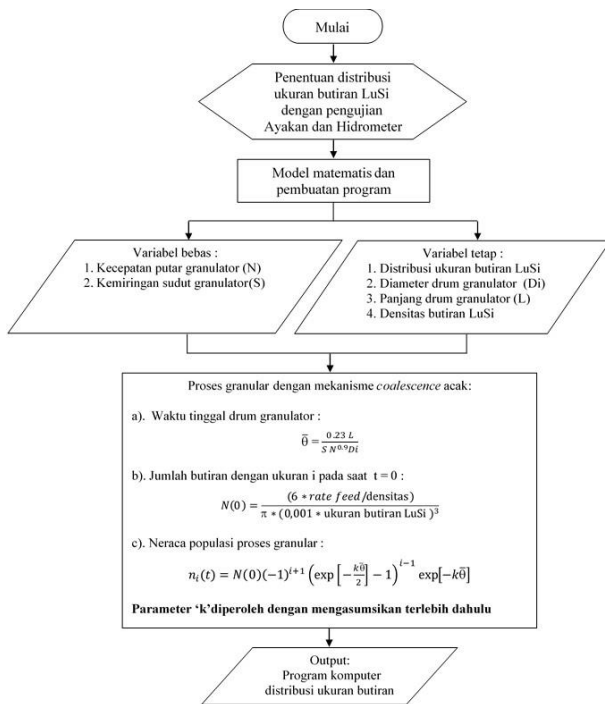 Mulai
Penentuan distribusi
ukuran butiran LuSi
dengan pengujian
Ayakan dan Hidrometer
Model matematis dan
pembuatan program
Variabel bebas :
1. Kecepatan putar granulator (N)
2. Kemiringan sudut granulator(S)
Variabel tetap :
1. Distribusi ukuran butiran LuSi
2. Diameter drum granulator (Di)
3. Panjang drum granulator (L)
4. Densitas butiran LuSi
Proses granular dengan mekanisme coalescence acak:
a). Waktu tinggal drum granulator :
θ̄ = 0.23 L / S N^0.9 Di
b). Jumlah butiran dengan ukuran i pada saat t = 0 :
N(0) = (6 * rate feed/densitas) / π * (0,001 * ukuran butiran LuSi )³
c). Neraca populasi proses granular :
nᵢ(t) = N(0)(−1)^{i+1} (exp [−kθ̄/2] − 1)^{i−1} exp[−kθ̄]
Parameter ‘k’diperoleh dengan mengasumsikan terlebih dahulu
Output:
Program komputer
distribusi ukuran butiran